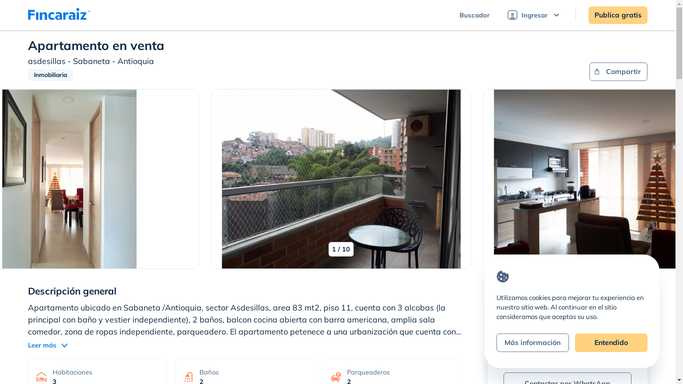 Fincaraiz
Buscador
Ingresar
Publica gratis
Apartamento en venta
asdesillas - Sabaneta - Antioquia
Inmobiliaria
Compartir
1 / 10
Descripción general
Apartamento ubicado en Sabaneta /Antioquia, sector Asdesillas, area 83 mt2, piso 11, cuenta con 3 alcobas (la
principal con baño y vestier independiente), 2 baños, balcon cocina abierta con barra americana, amplia sala
comedor, zona de ropas independiente, parqueadero. El apartamento petenece a una urbanización que cuenta con...
Leer más
Habitaciones
3
Baños
2
Parqueaderos
2
Utilizamos cookies para mejorar tu experiencia en
nuestro sitio web. Al continuar en el sitio
consideramos que aceptas su uso.
Más información
Entendido
Contactar por WhatsApp